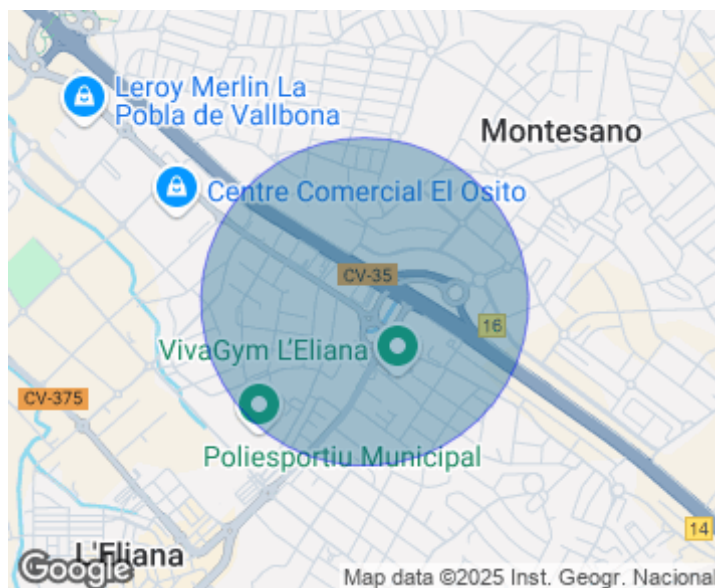 Leroy Merlin La
Pobla de Vallbona
Montesano
Centre Comercial El Osito
CV-35
16
VivaGym L'Eliana
CV-375
Poliesportiu Municipal
14
L'Eliana
Google
Map data ©2025 Inst. Geogr. Nacional